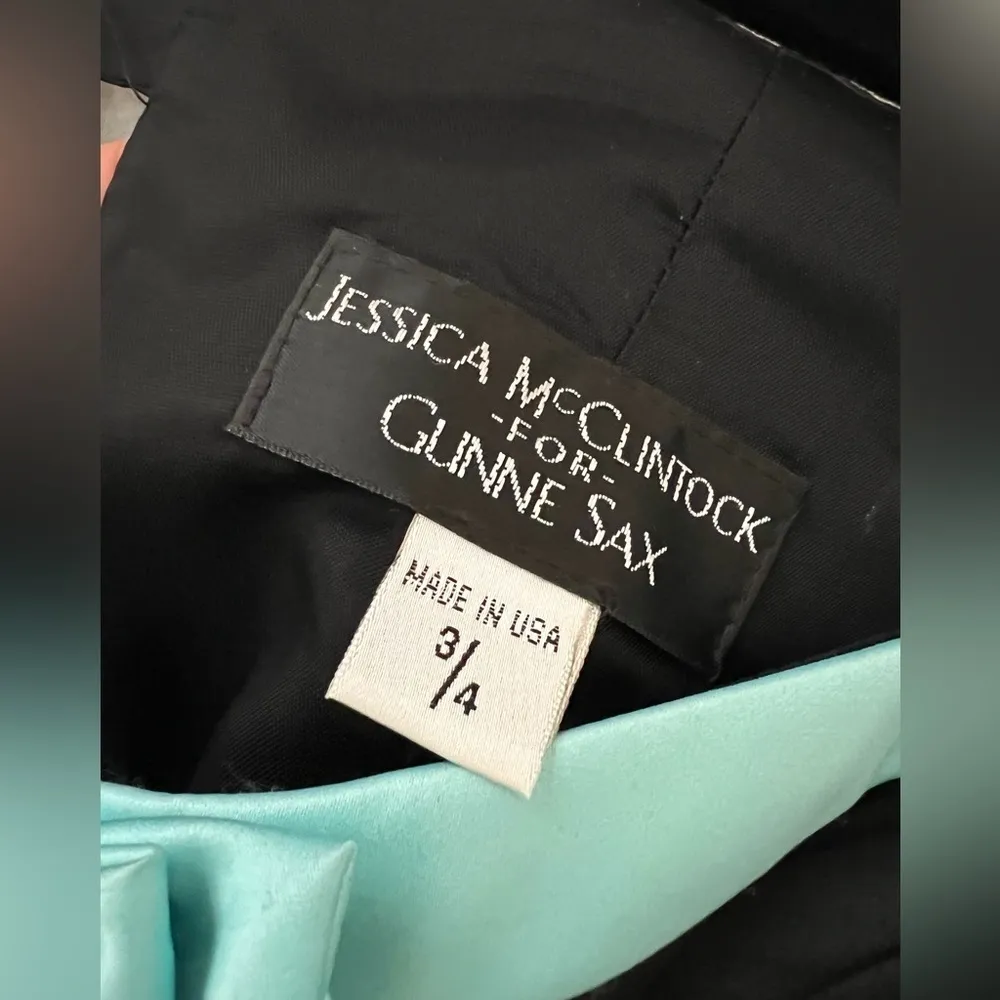 JESSICA McCLINTOCK
-FOR-
GUNNE SAX
MADE IN USA
3/4